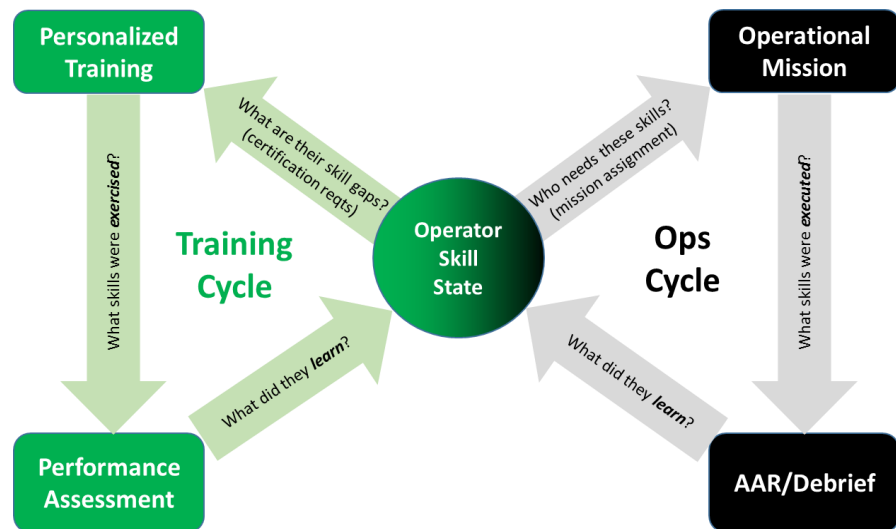 Personalized
Training
Operational
Mission
What are their skill gaps?
(certification reqts)
Who needs these skills?
(mission assignment)
What skills were exercised?
Training
Cycle
Operator
Skill
State
Ops
Cycle
What skills were executed?
What did they learn?
What did they learn?
Performance
Assessment
AAR/Debrief